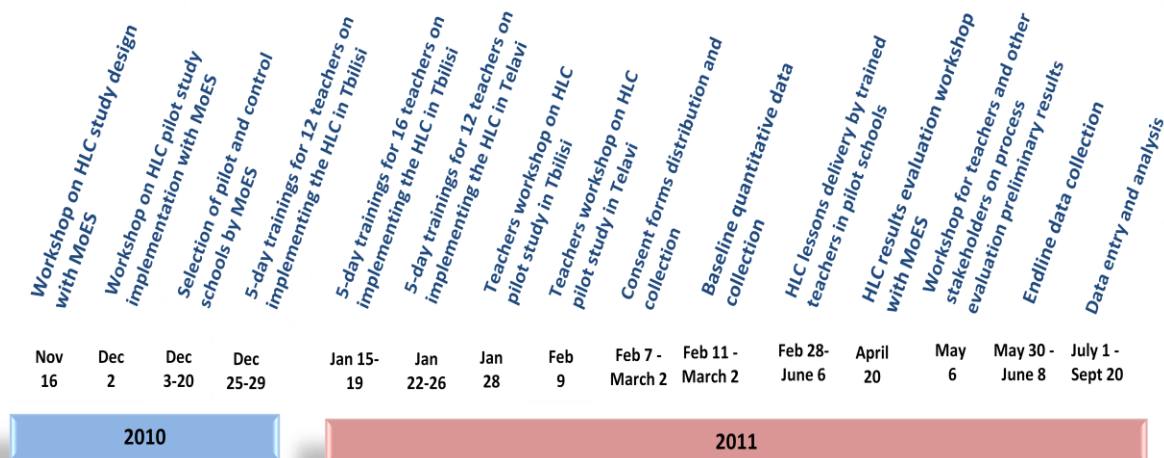 Workshop on HLC study design
with MoES
Workshop on HLC pilot study
implementation with MoES
Selection of pilot and control
schools by MoES
5-day trainings for 12 teachers on
implementing the HLC in Tbilisi
5-day trainings for 16 teachers on
implementing the HLC in Tbilisi
5-day trainings for 12 teachers on
implementing the HLC in Telavi
Teachers workshop on HLC
pilot study in Tbilisi
Teachers workshop on HLC
pilot study in Telavi
Consent forms distribution and
collection
Baseline quantitative data
collection
HLC lessons delivery by trained
teachers in pilot schools
HLC results evaluation workshop
with MoES
Workshop for teachers and other
stakeholders on process
evaluation preliminary results
Endline data collection
Data entry and analysis
Nov
16
Dec
2
Dec
3-20
Dec
25-29
Jan 15-
19
Jan
22-26
Jan
28
Feb
9
Feb 7 -
March 2
Feb 11 -
March 2
Feb 28-
June 6
April
20
May
6
May 30 -
June 8
July 1 -
Sept 20
2010
2011